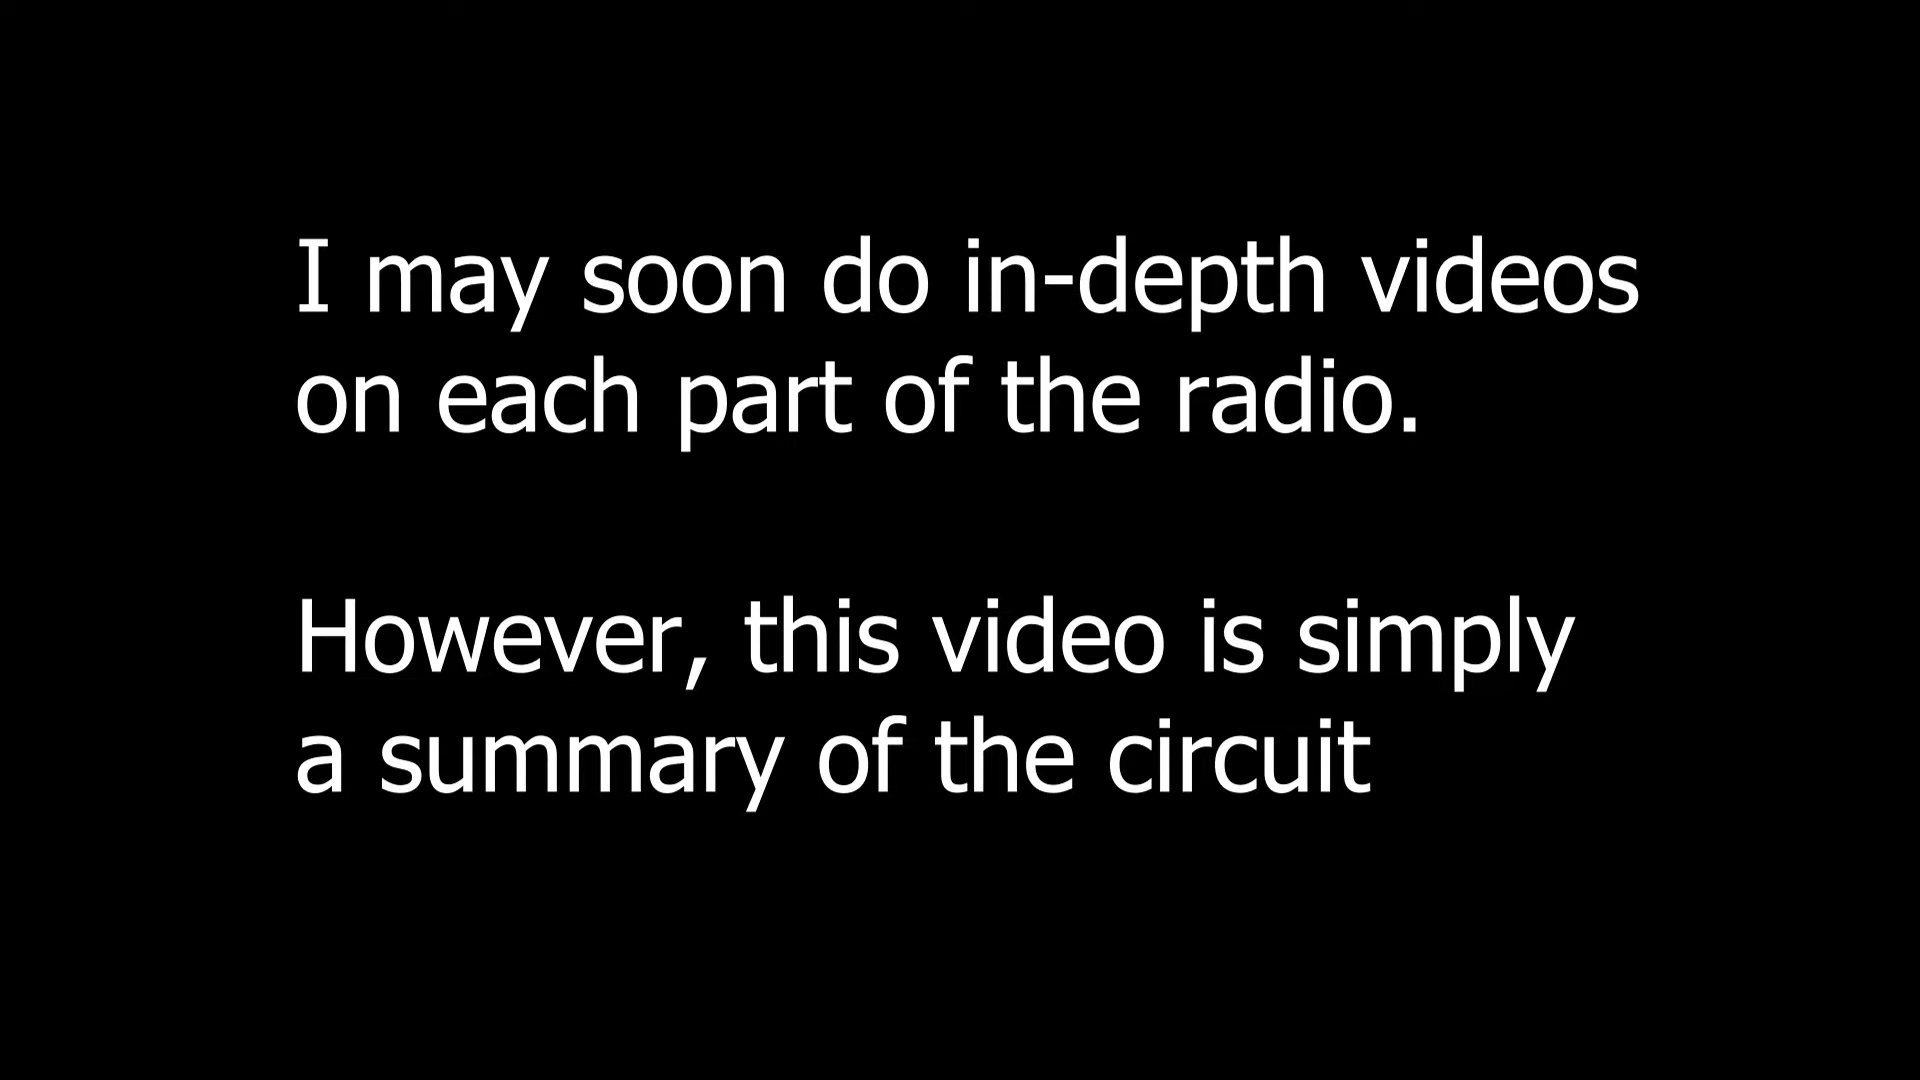 I may soon do in-depth videos
on each part of the radio.
However, this video is simply
a summary of the circuit